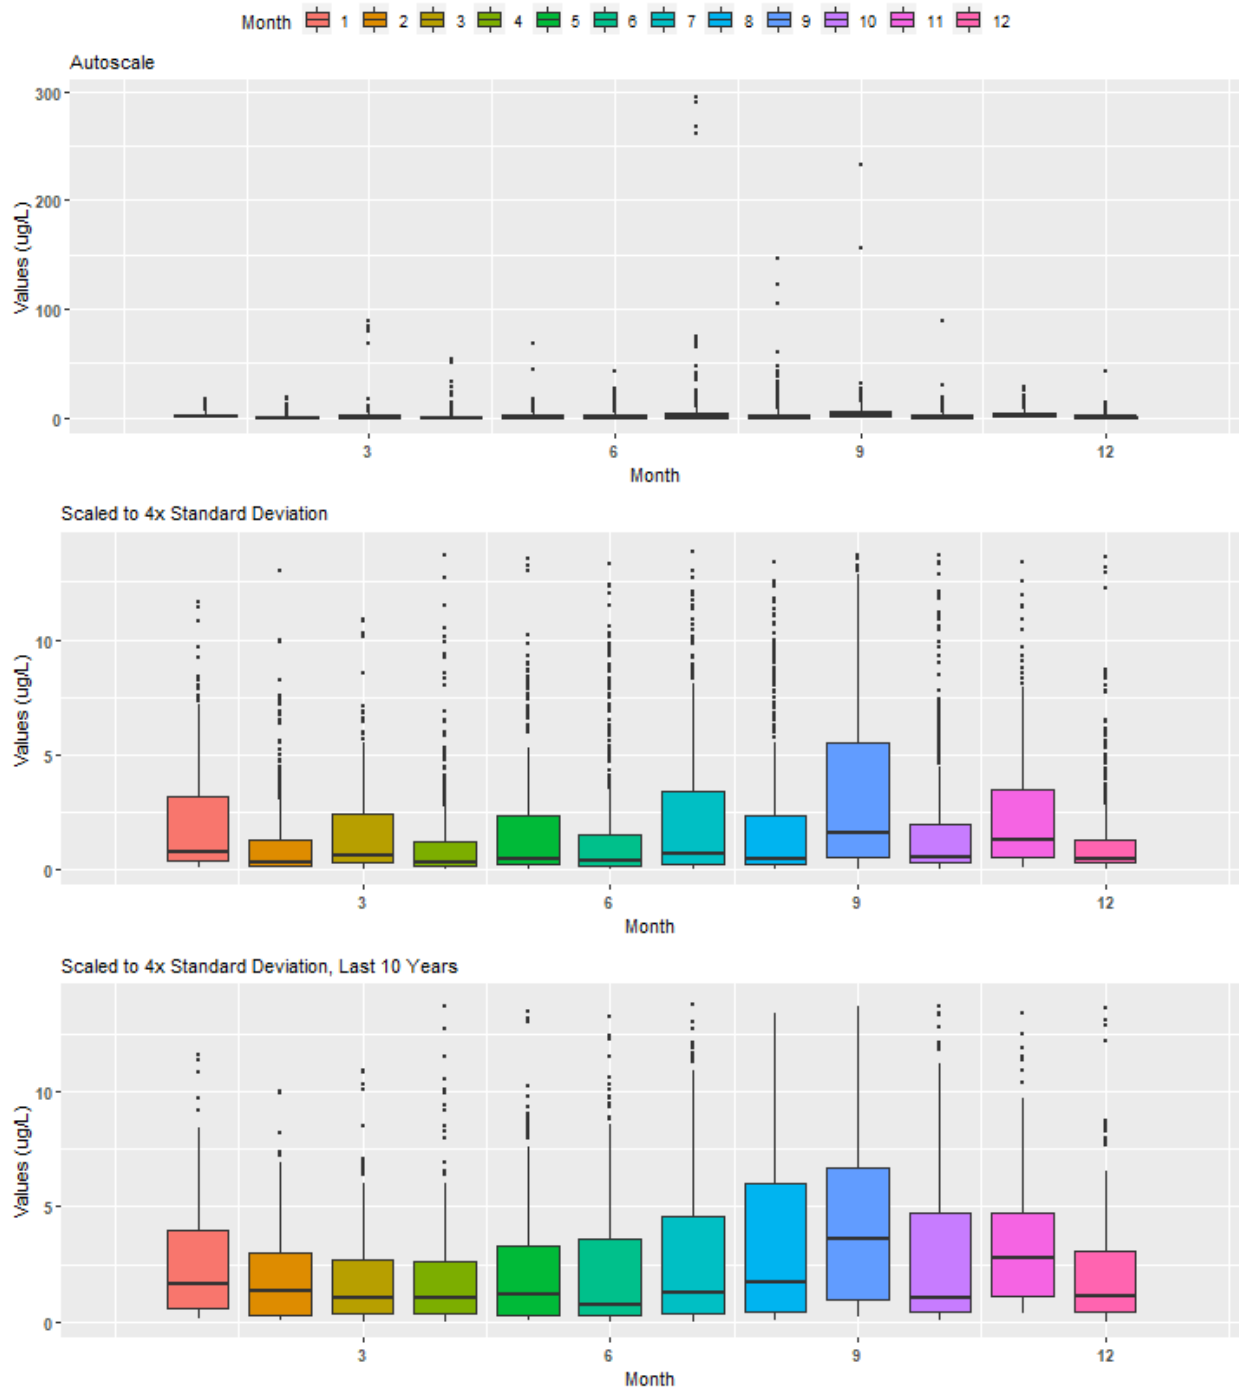 Month 1 2 3 4 5 6 7 8 9 10 11 12
Autoscale
300
200
100
0
Values (ug/L)
3 6 9 12
Month
Scaled to 4x Standard Deviation
10
5
0
Values (ug/L)
3 6 9 12
Month
Scaled to 4x Standard Deviation, Last 10 Years
10
5
0
Values (ug/L)
3 6 9 12
Month